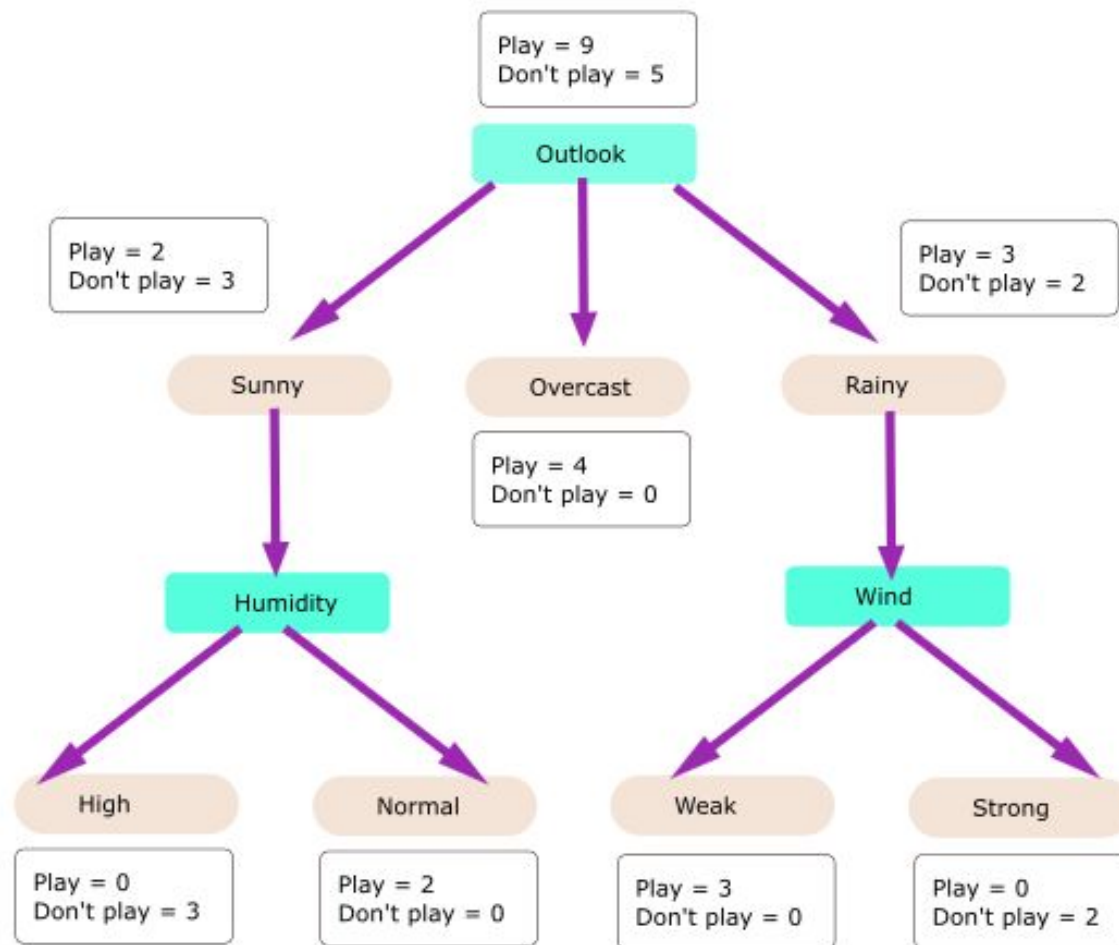 Play = 9
Don't play = 5
Outlook
Play = 2
Don't play = 3
Play = 3
Don't play = 2
Sunny
Overcast
Rainy
Play = 4
Don't play = 0
Humidity
Wind
High
Normal
Weak
Strong
Play = 0
Don't play = 3
Play = 2
Don't play = 0
Play = 3
Don't play = 0
Play = 0
Don't play = 2